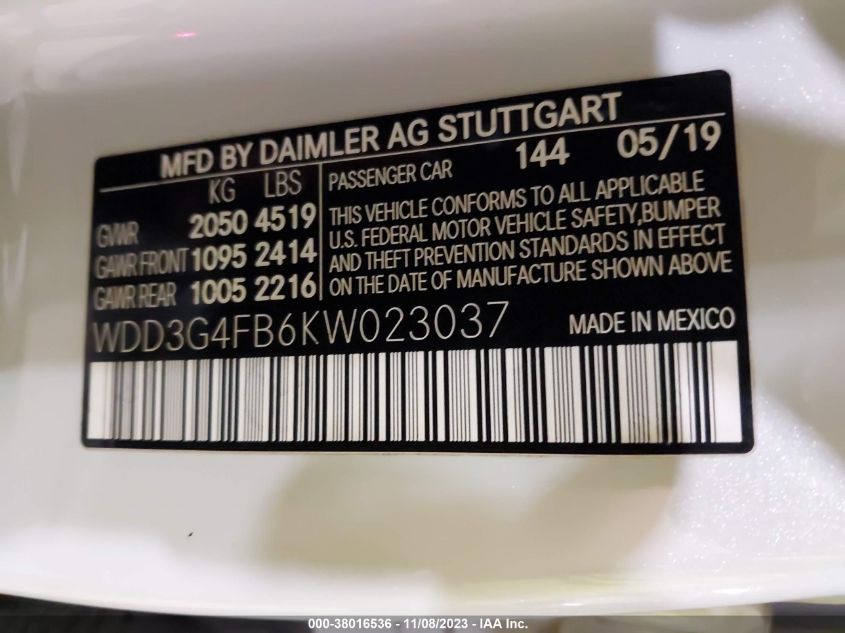 MFD BY DAIMLER AG STUTTGART
KG LBS
GVWR 2050 4519
GAWR FRONT 1095 2414
GAWR REAR 1005 2216
PASSENGER CAR 144 05/19
THIS VEHICLE CONFORMS TO ALL APPLICABLE
U.S. FEDERAL MOTOR VEHICLE SAFETY,BUMPER
AND THEFT PREVENTION STANDARDS IN EFFECT
ON THE DATE OF MANUFACTURE SHOWN ABOVE
WDD3G4FB6KW023037 MADE IN MEXICO
000-38016536 - 11/08/2023 - IAA Inc.